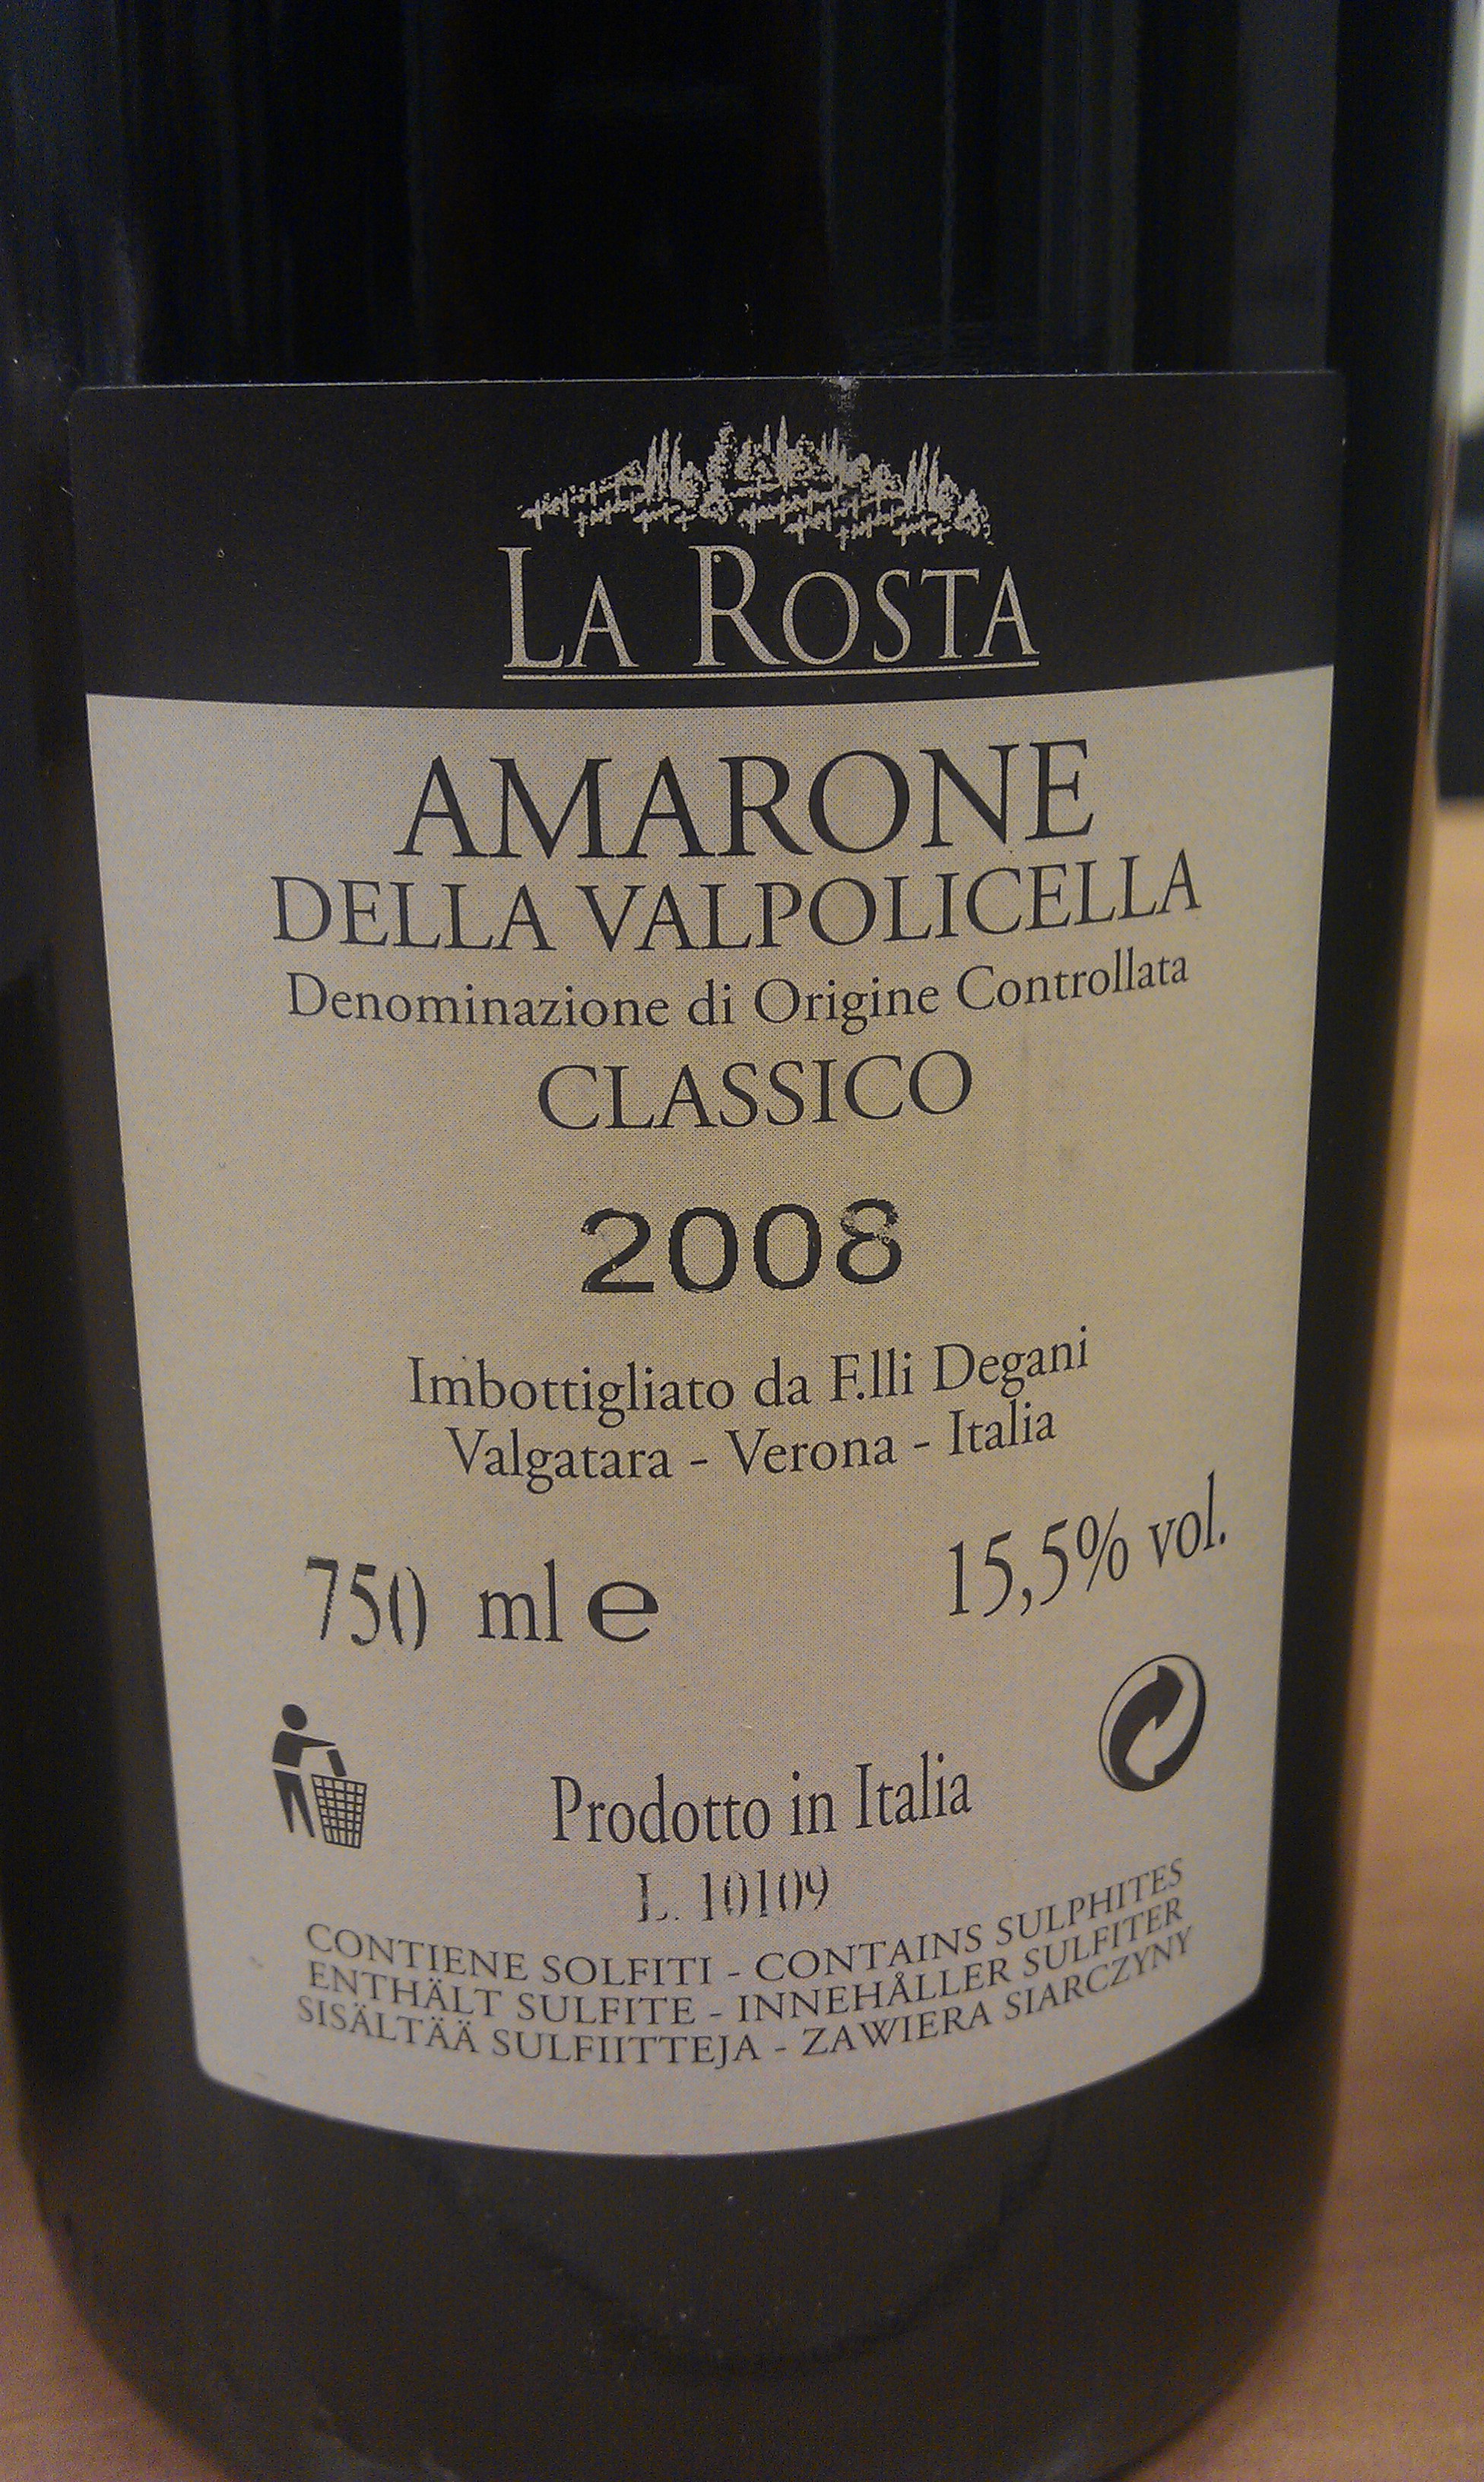 LA ROSTA
AMARONE
DELLA VALPOLICELLA
Denominazione di Origine Controllata
CLASSICO
2008
Imbottigliato da F.lli Degani
Valgatara - Verona - Italia
750 ml e
15,5% vol.
Prodotto in Italia
L. 10109
CONTIENE SOLFITI - CONTAINS SULPHITES
ENTHÄLT SULFITE - INNEHÅLLER SULFITER
SISÄLTÄÄ SULFIITTEJA - ZAWIERA SIARCZYNY